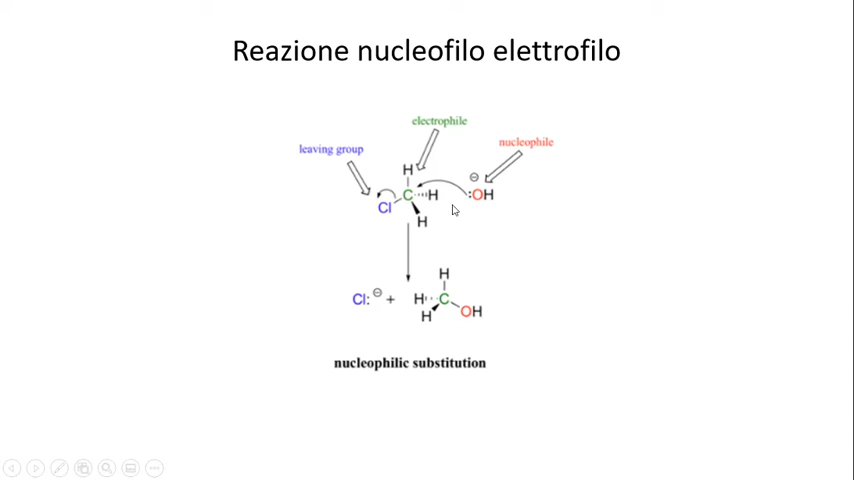 Reazione nucleofilo elettrofilo
electrophile
leaving group
nucleophile
H
⊖
Cl C H :OH
H
H
Cl: ⊖ + H C OH
H
nucleophilic substitution